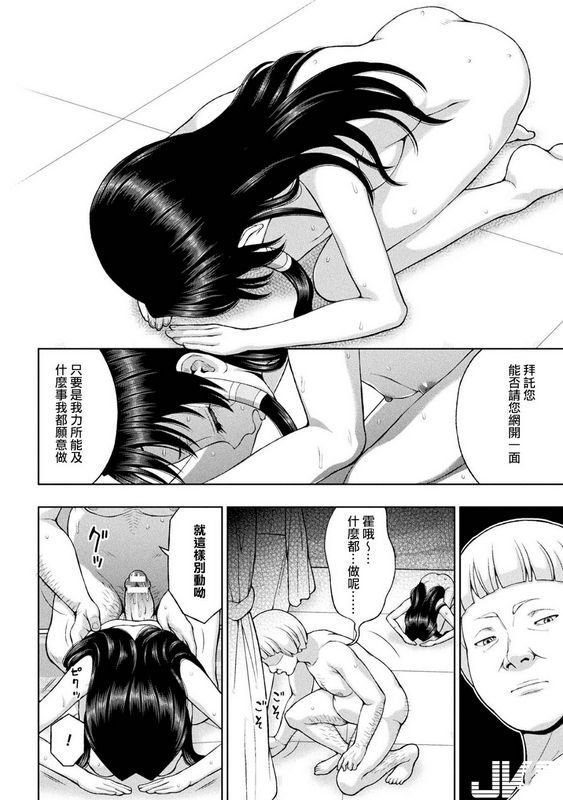 拜託您
能否請您網開一面
只要是我力所能及
什麼事我都願意做
霍哦～…
什麼都…做呢…
ごそ
ごそ
就這樣別動呦
グッ
ピクッ
！